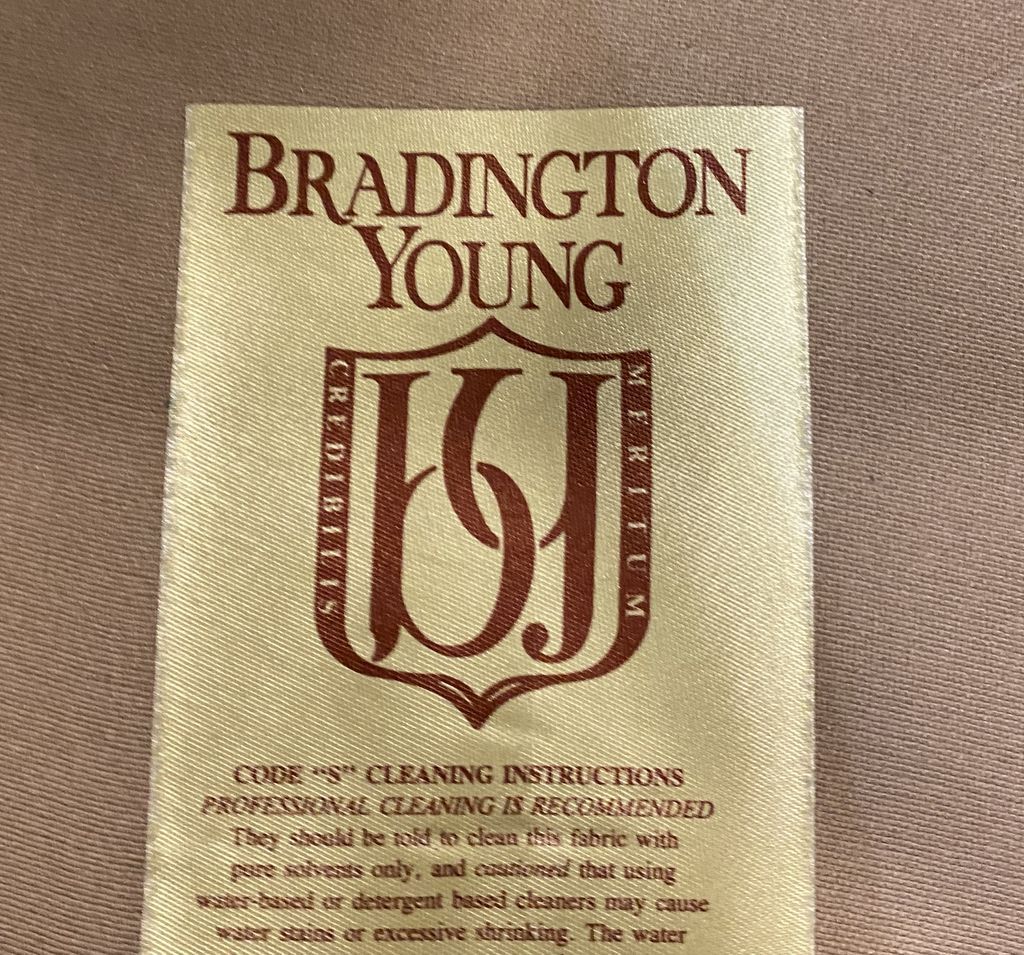 BRADINGTON
YOUNG
CREDIBILIS
MERITUM
CODE "S" CLEANING INSTRUCTIONS
PROFESSIONAL CLEANING IS RECOMMENDED
They should be told to clean this fabric with
pure solvents only, and cautioned that using
water-based or detergent based cleaners may cause
water stains or excessive shrinking. The water